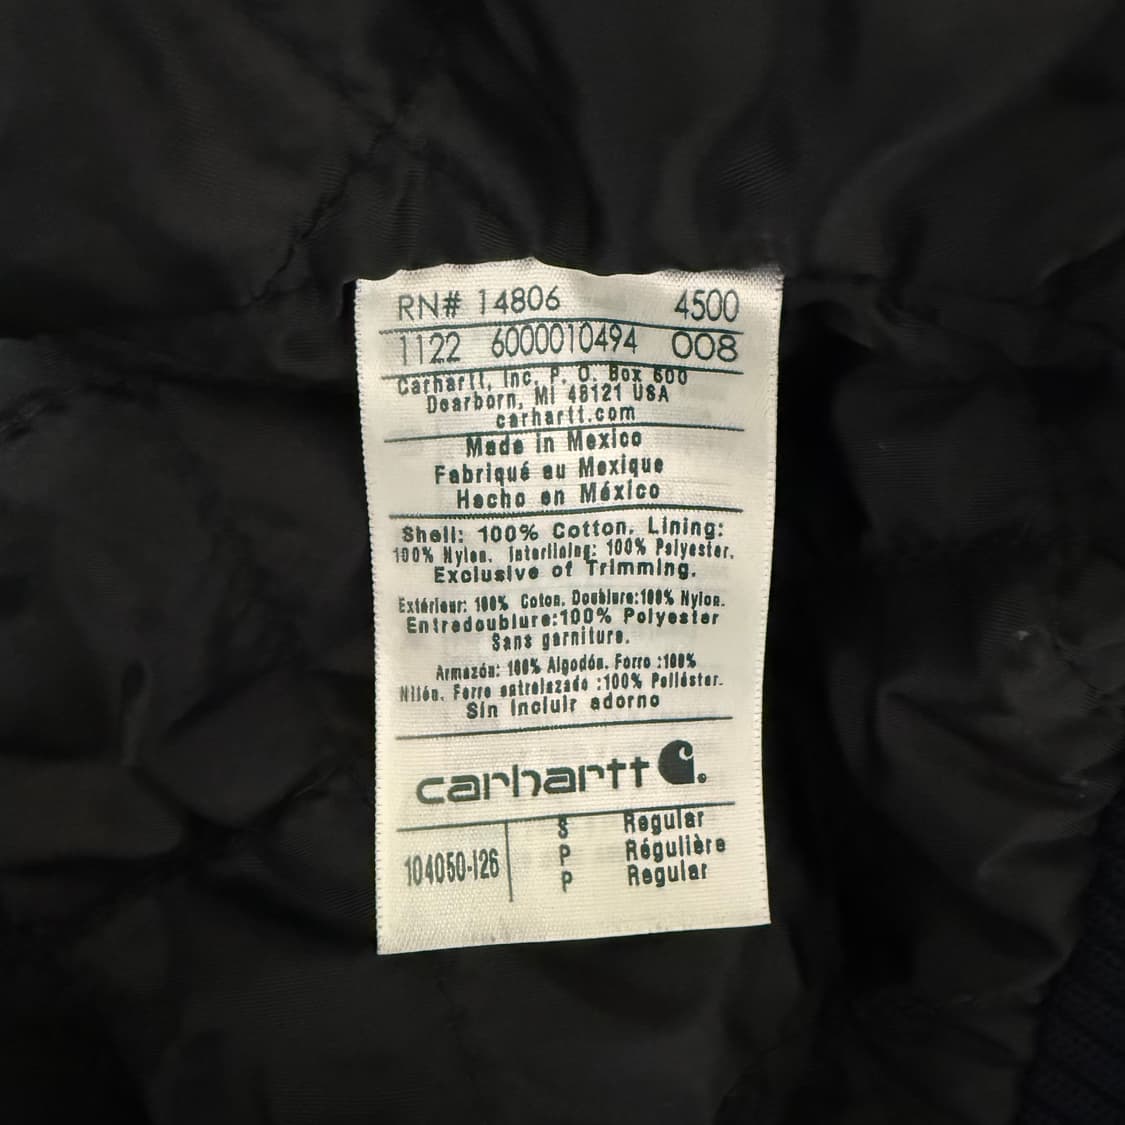 RN# 14806 4500
1122 6000010494 008
Carhartt, Inc. P. O. Box 600
Dearborn, MI 48121 USA
carhartt.com
Made in Mexico
Fabriqué au Mexique
Hecho en México
Shell: 100% Cotton. Lining:
100% Nylon. Interlining: 100% Polyester.
Exclusive of Trimming.
Extérieur: 100% Coton. Doublure:100% Nylon.
Entredoublure:100% Polyester
Sans garniture.
Armazón: 100% Algodón. Forro :100%
Nilón. Forro entrelazado :100% Poliéster.
Sin incluir adorno
carhartt
S Regular
104050-I26 P Régulière
P Regular